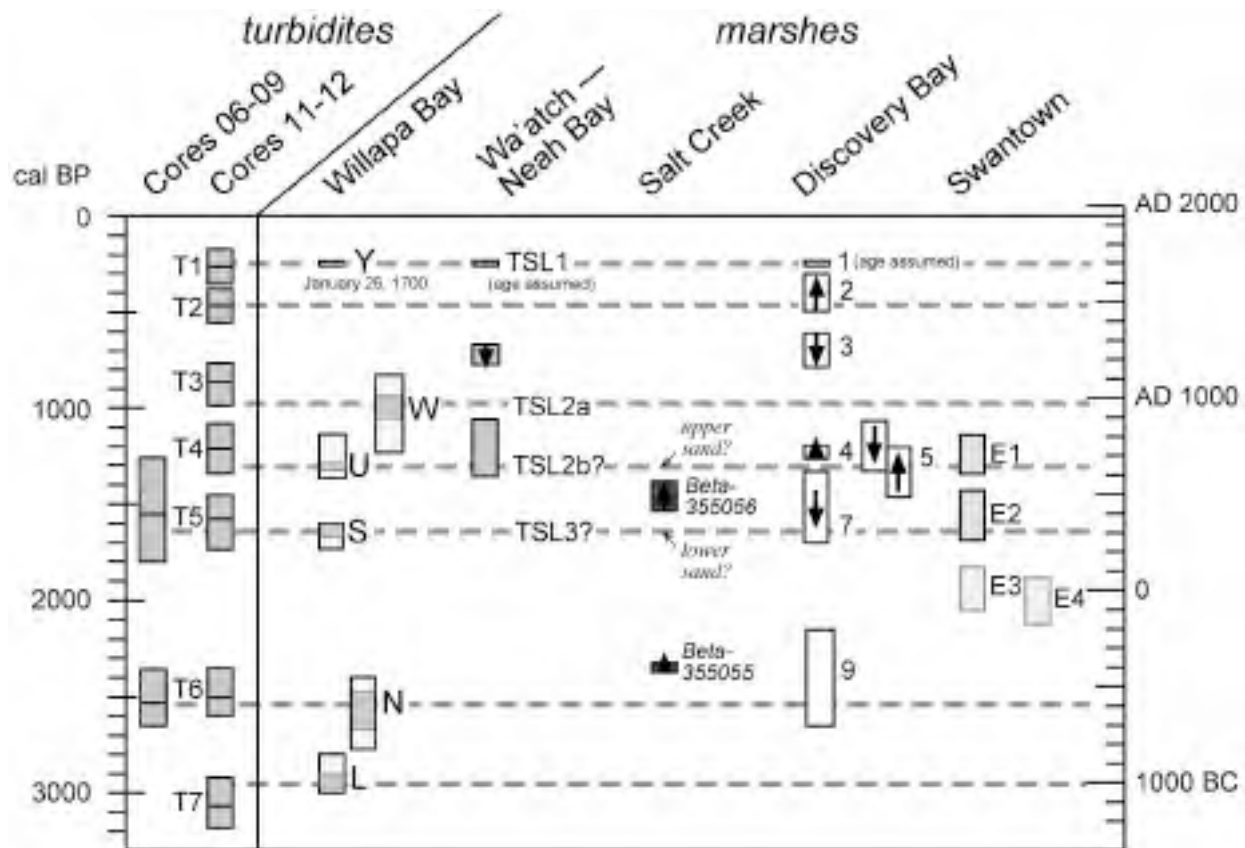 turbidites
marshes
Cores 06-09
Cores 11-12
Willapa Bay
Wa'atch –
Neah Bay
Salt Creek
Discovery Bay
Swantown
cal BP
AD 2000
0
T1
Y
TSL1
1 (age assumed)
January 26, 1700
(age assumed)
2
T2
3
T3
AD 1000
1000
W
TSL2a
T4
upper
sand?
4
5
E1
U
TSL2b?
Beta-
355056
T5
E2
S
TSL3?
7
lower
sand?
0
E3
E4
2000
Beta-
355055
9
T6
N
L
1000 BC
3000
T7